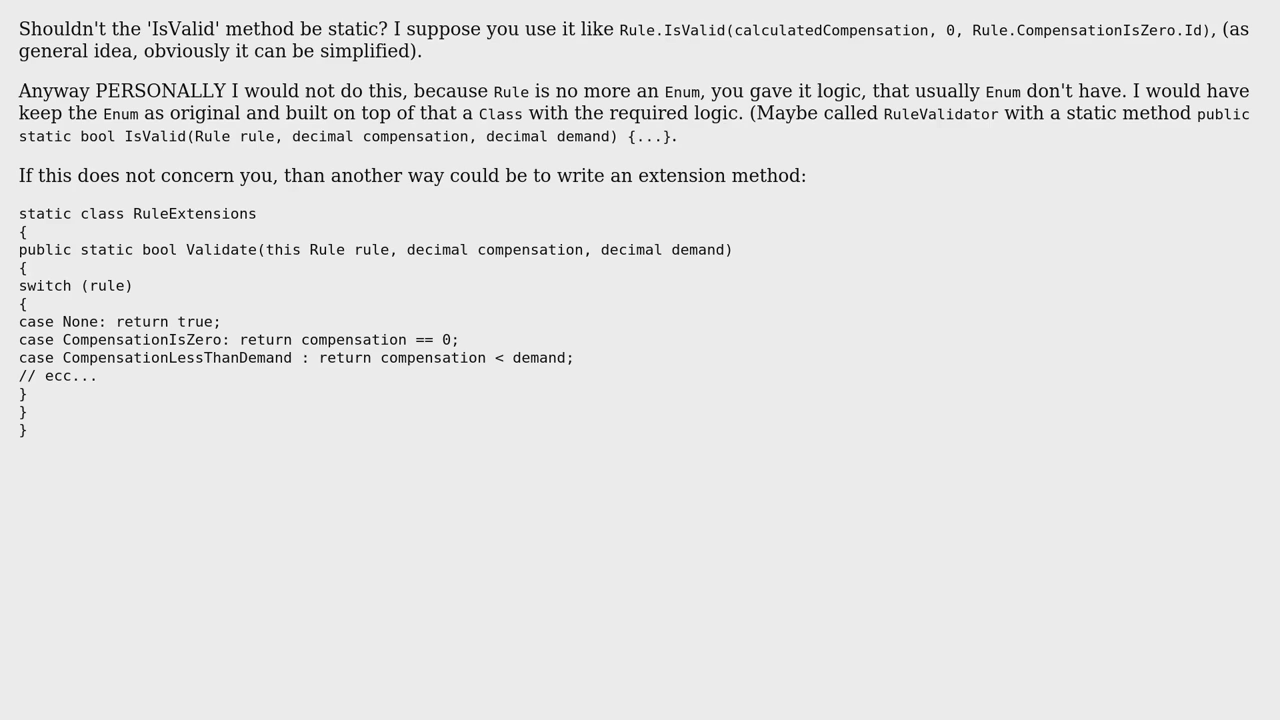 Shouldn't the 'IsValid' method be static? I suppose you use it like Rule.IsValid(calculatedCompensation, 0, Rule.CompensationIsZero.Id), (as
general idea, obviously it can be simplified).
Anyway PERSONALLY I would not do this, because Rule is no more an Enum, you gave it logic, that usually Enum don't have. I would have
keep the Enum as original and built on top of that a Class with the required logic. (Maybe called RuleValidator with a static method public
static bool IsValid(Rule rule, decimal compensation, decimal demand) {...}.
If this does not concern you, than another way could be to write an extension method:
static class RuleExtensions
{
public static bool Validate(this Rule rule, decimal compensation, decimal demand)
{
switch (rule)
{
case None: return true;
case CompensationIsZero: return compensation == 0;
case CompensationLessThanDemand : return compensation < demand;
// ecc...
}
}
}